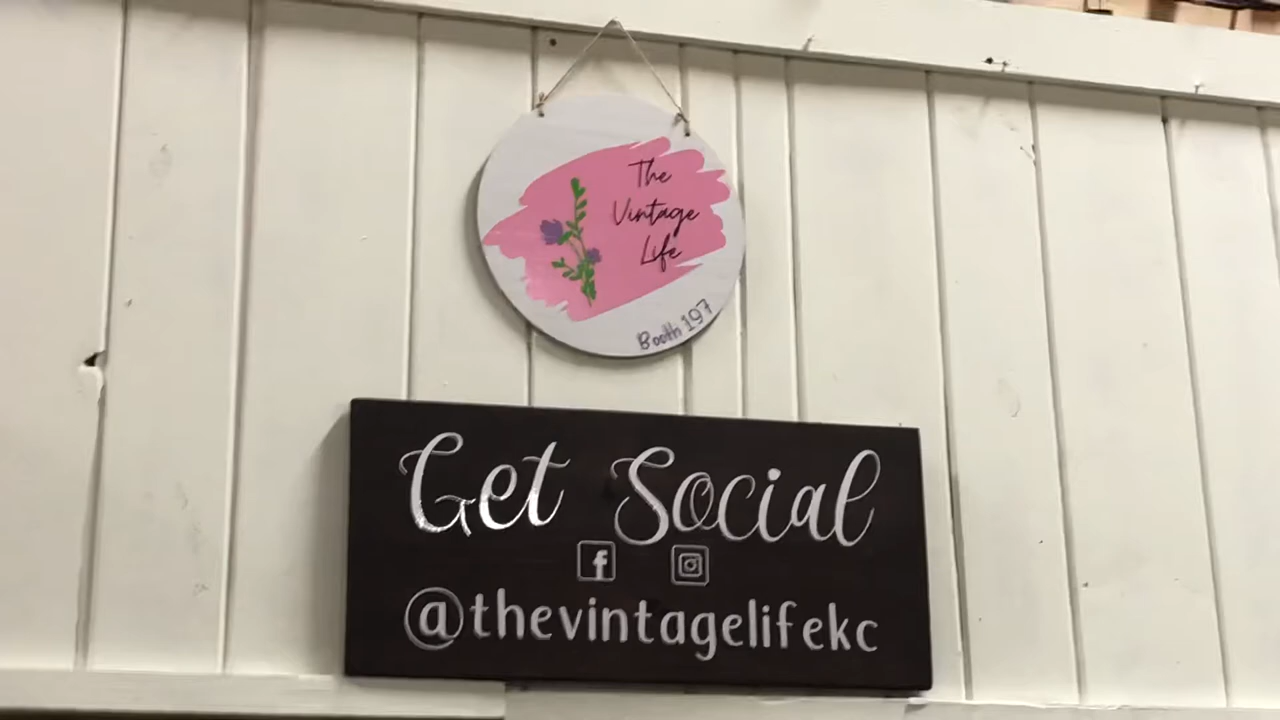 The
Vintage
Life
Booth 197
Get Social
@thevintagelifekc